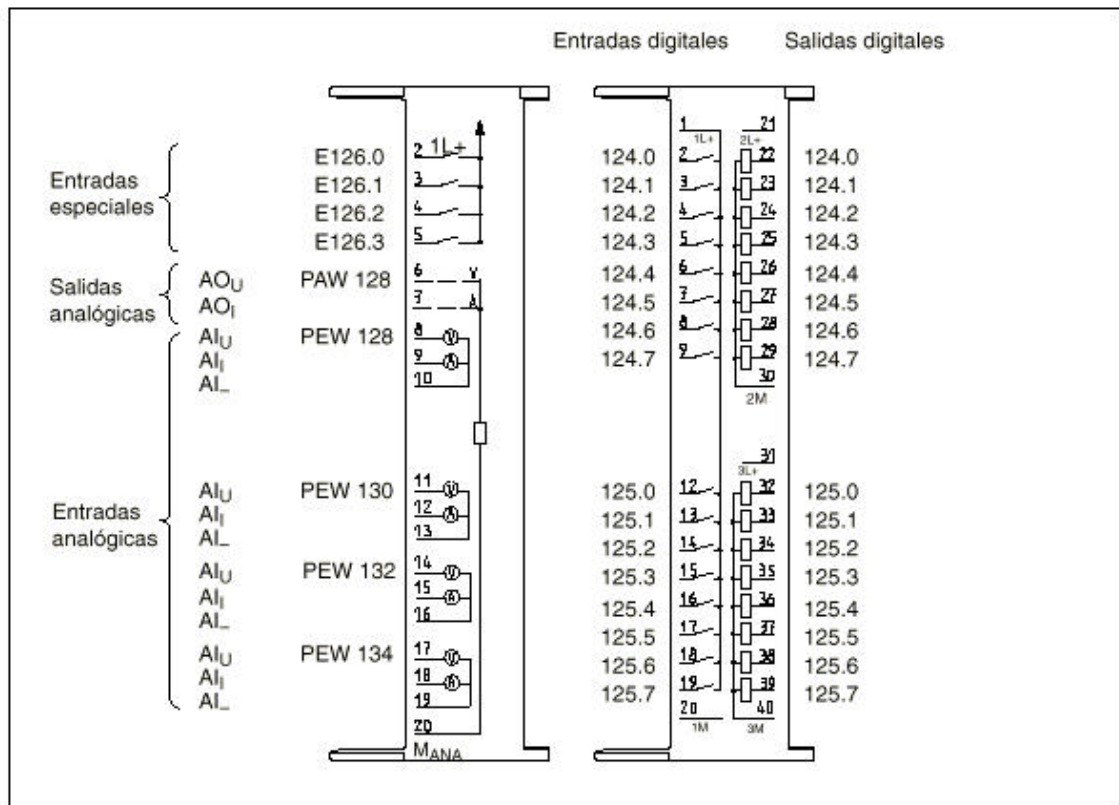 Entradas digitales Salidas digitales
1 21
1L+ 2L+
E126.0 2 1L+ 124.0 2 22 124.0
E126.1 3 124.1 3 23 124.1
Entradas especiales
E126.2 4 124.2 4 24 124.2
E126.3 5 124.3 5 25 124.3
Salidas analógicas
AOU PAW 128 6 V 124.4 6 26 124.4
AOI 7 A 124.5 7 27 124.5
AIU PEW 128 8 V 124.6 8 28 124.6
AII 9 A 124.7 9 29 124.7
AI_ 10 30
2M
31
3L+
Entradas analógicas
AIU PEW 130 11 V 125.0 12 32 125.0
AII 12 A 125.1 13 33 125.1
AI_ 13 125.2 14 34 125.2
AIU PEW 132 14 V 125.3 15 35 125.3
AII 15 A 125.4 16 36 125.4
AI_ 16 125.5 17 37 125.5
AIU PEW 134 17 V 125.6 18 38 125.6
AII 18 A 125.7 19 39 125.7
AI_ 19 20 40
20 1M 3M
MANA